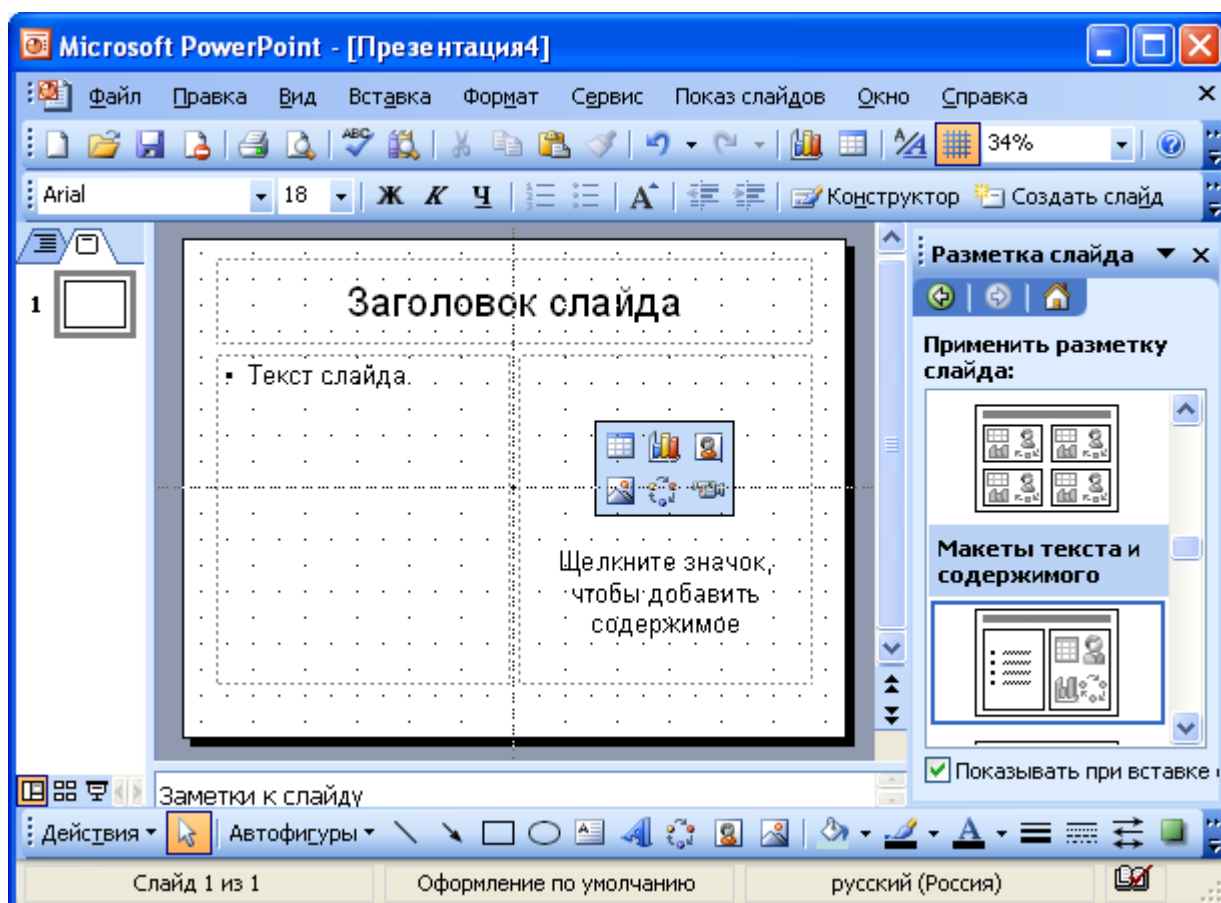 Microsoft PowerPoint - [Презентация4]
Файл Правка Вид Вставка Формат Сервис Показ слайдов Окно Справка
34%
Arial 18 Ж К Ч Конструктор Создать слайд
1
Заголовок слайда
• Текст слайда
Щелкните значок,
чтобы добавить
содержимое
Разметка слайда
Применить разметку
слайда:
Макеты текста и
содержимого
Показывать при вставке
Заметки к слайду
Действия Автофигуры
Слайд 1 из 1 Оформление по умолчанию русский (Россия)